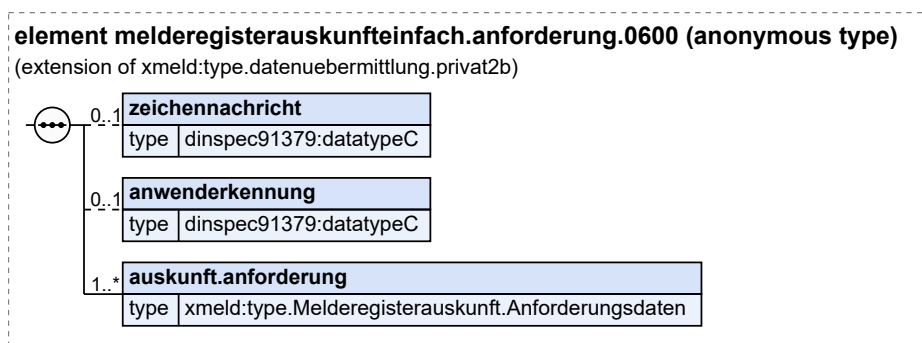 element melderegisterauskunfteinfach.anforderung.0600 (anonymous type)
(extension of xmeld:type.datenuebermittlung.privat2b)
0..1 zeichennachricht
type dinspec91379:datatypeC
0..1 anwenderkennung
type dinspec91379:datatypeC
1..* auskunft.anforderung
type xmeld:type.Melderegisterauskunft.Anforderungsdaten